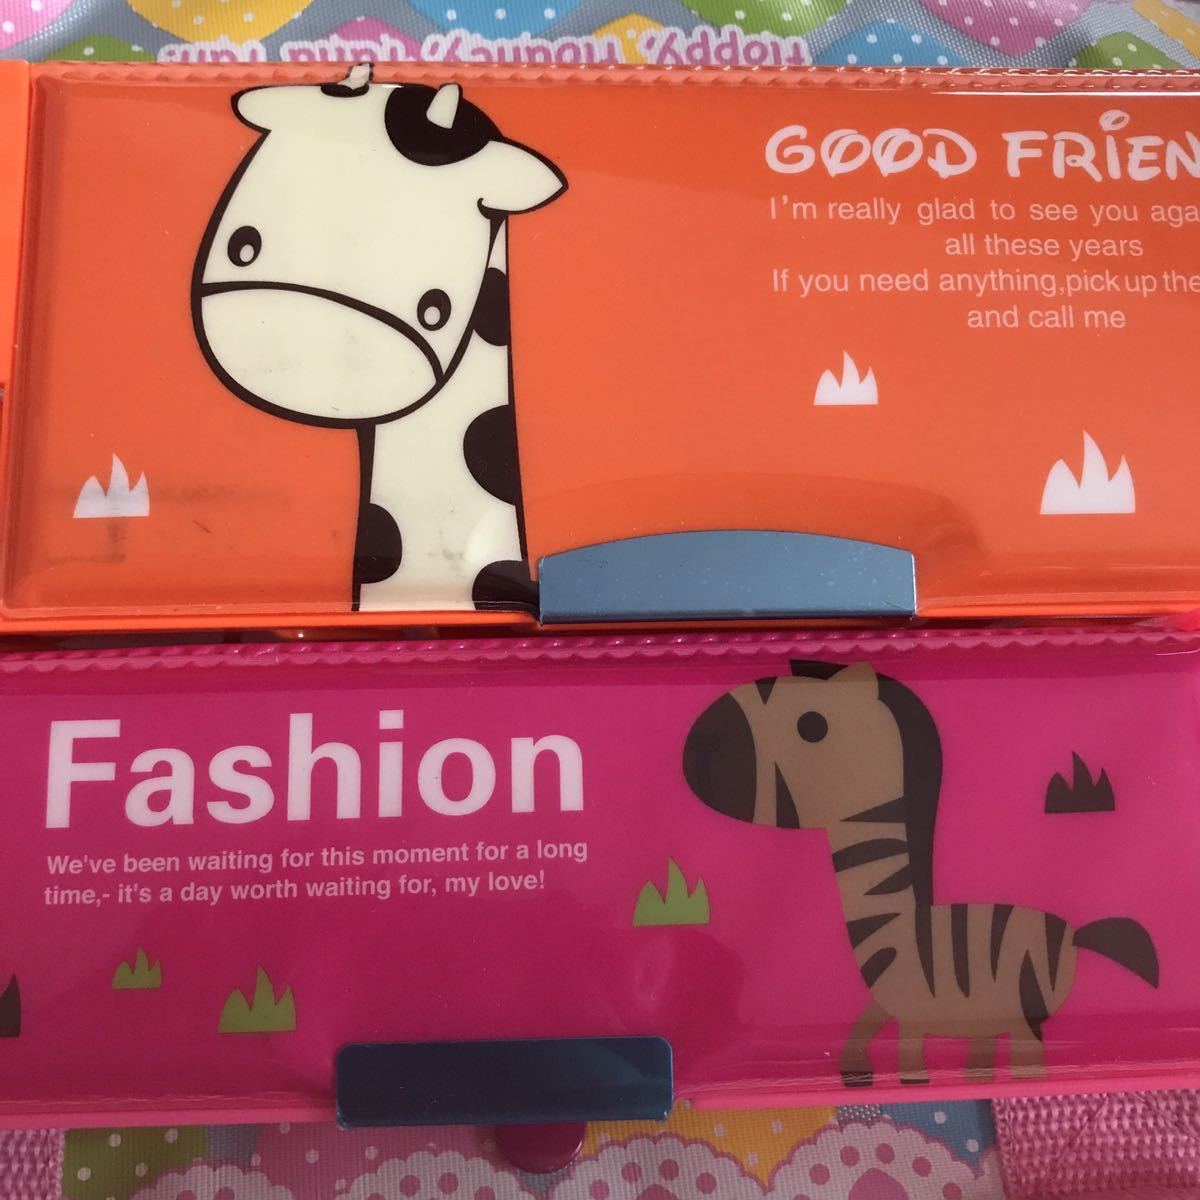 GOOD FRIEN
I'm really glad to see you aga
all these years
If you need anything,pick up the
and call me
Fashion
We've been waiting for this moment for a long
time,- it's a day worth waiting for, my love!